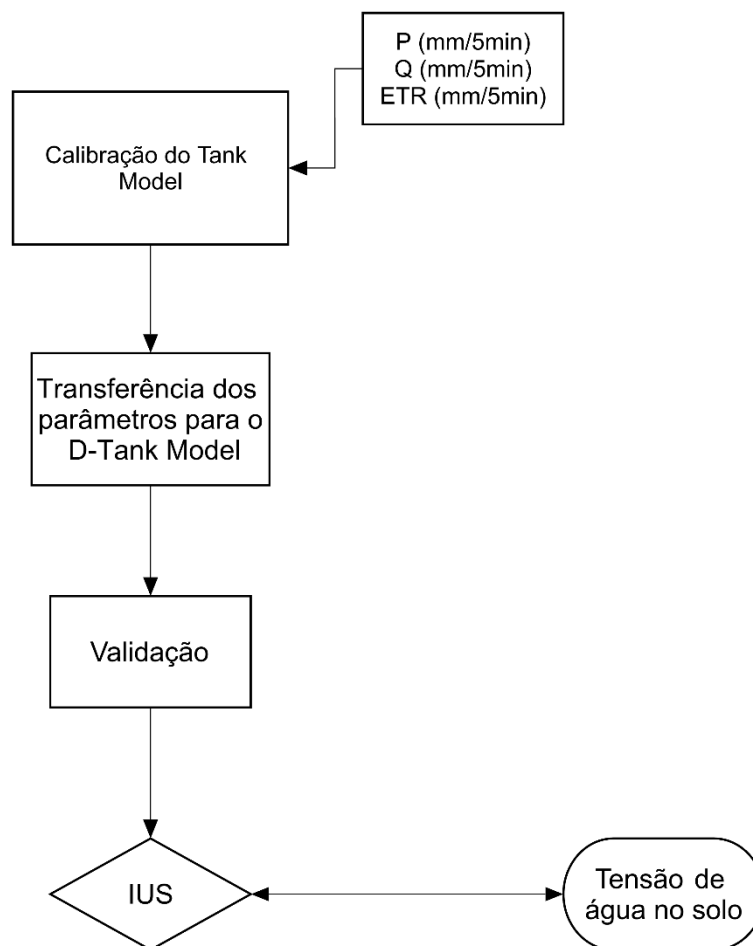 P (mm/5min)
Q (mm/5min)
ETR (mm/5min)
Calibração do Tank
Model
Transferência dos
parâmetros para o
D-Tank Model
Validação
IUS
Tensão de
água no solo